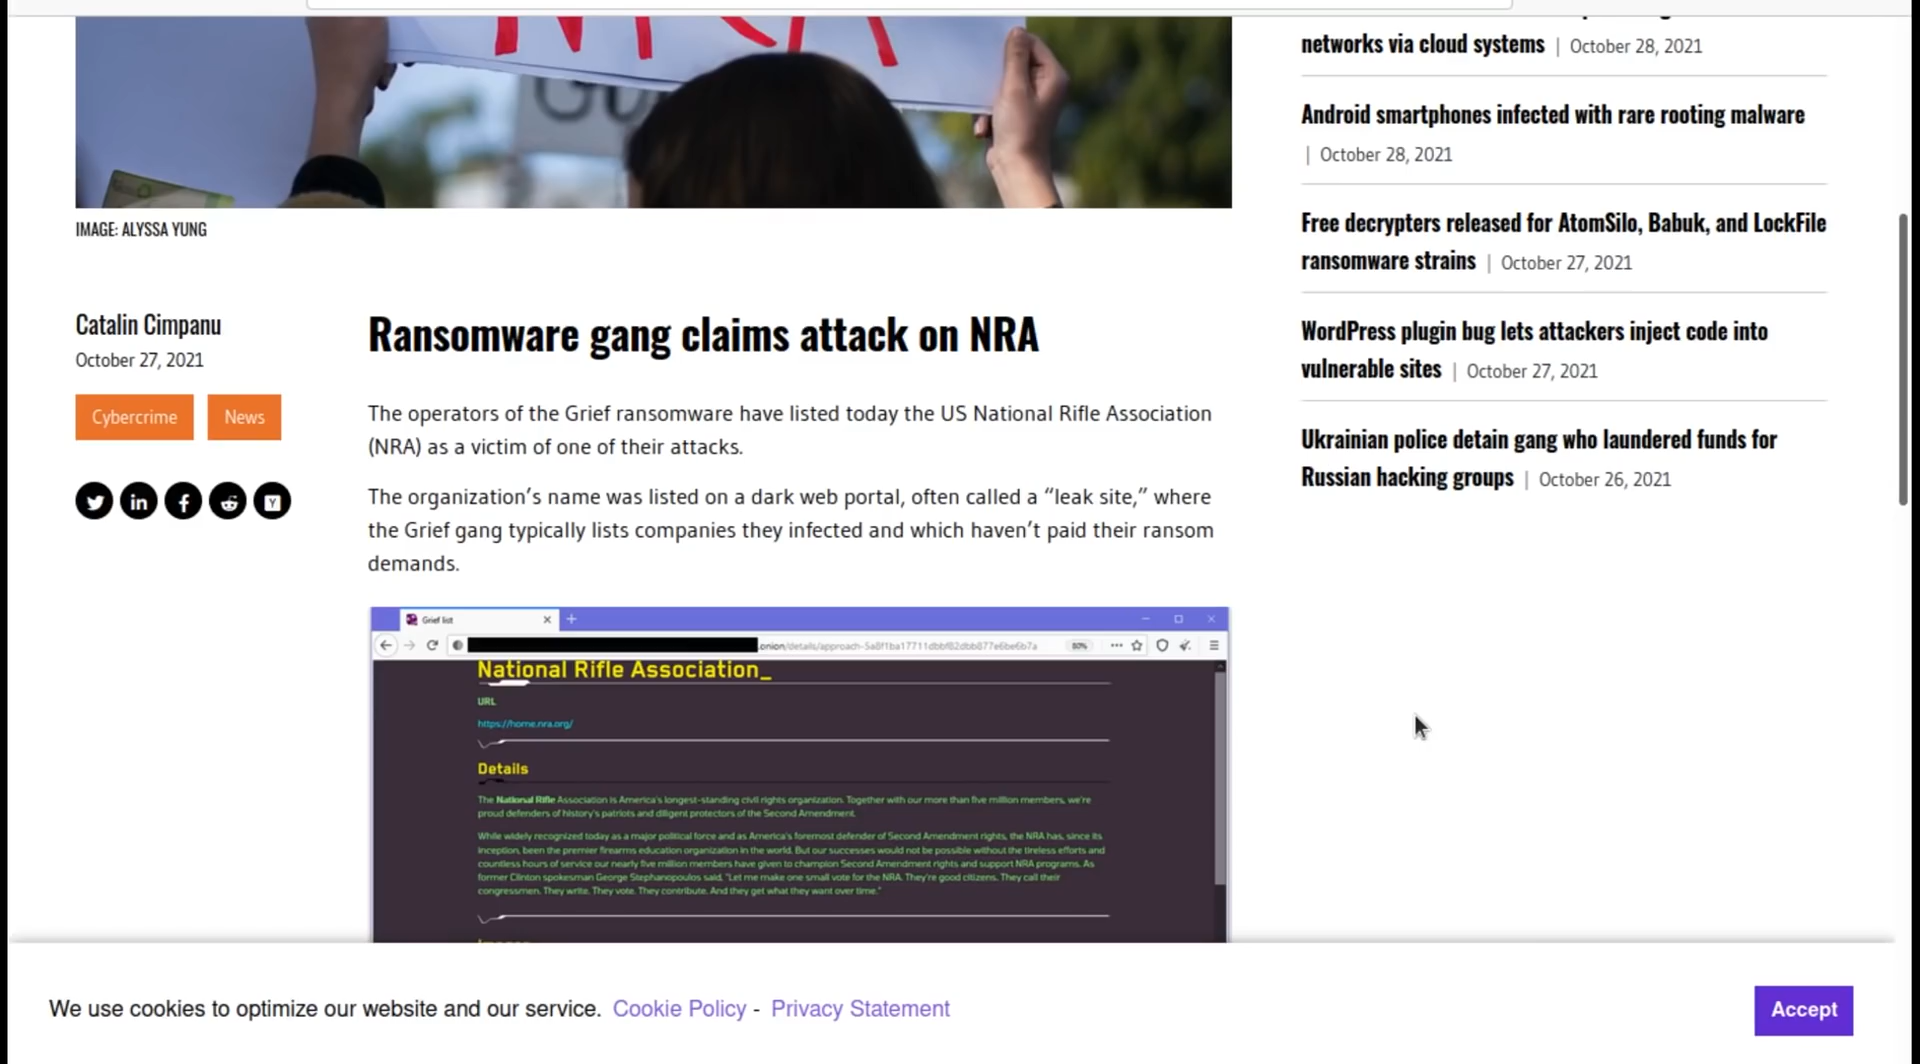 NRA
networks via cloud systems | October 28, 2021
Android smartphones infected with rare rooting malware
| October 28, 2021
Free decrypters released for AtomSilo, Babuk, and LockFile
ransomware strains | October 27, 2021
WordPress plugin bug lets attackers inject code into
vulnerable sites | October 27, 2021
Ukrainian police detain gang who laundered funds for
Russian hacking groups | October 26, 2021
IMAGE: ALYSSA YUNG
Catalin Cimpanu
October 27, 2021
Cybercrime News
Ransomware gang claims attack on NRA
The operators of the Grief ransomware have listed today the US National Rifle Association
(NRA) as a victim of one of their attacks.
The organization’s name was listed on a dark web portal, often called a “leak site,” where
the Grief gang typically lists companies they infected and which haven’t paid their ransom
demands.
Grief list
80%
National Rifle Association_
URL
https://home.nra.org/
Details
The National Rifle Association is America's longest-standing civil rights organization. Together with our more than five million members, we're
proud defenders of history's patriots and diligent protectors of the Second Amendment.
While widely recognized today as a major political force and as America's foremost defender of Second Amendment rights, the NRA has, since its
inception, been the premier firearms education organization in the world. But our successes would not be possible without the tireless efforts and
countless hours of service our nearly five million members have given to champion Second Amendment rights and support NRA programs. As
former Clinton spokesman George Stephanopoulos said, "Let me make one small vote for the NRA. They're good citizens. They call their
congressmen. They write. They vote. They contribute. And they get what they want over time."
We use cookies to optimize our website and our service. Cookie Policy - Privacy Statement
Accept